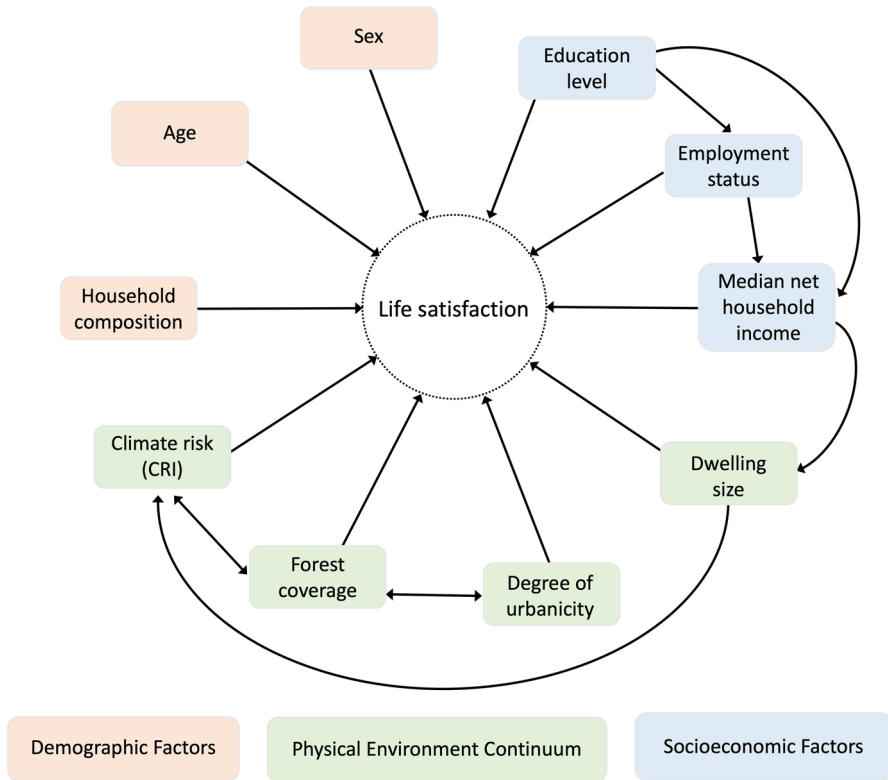 Sex
Education
level
Age
Employment
status
Household
composition
Life satisfaction
Median net
household
income
Climate risk
(CRI)
Dwelling
size
Forest
coverage
Degree of
urbanicity
Demographic Factors
Physical Environment Continuum
Socioeconomic Factors